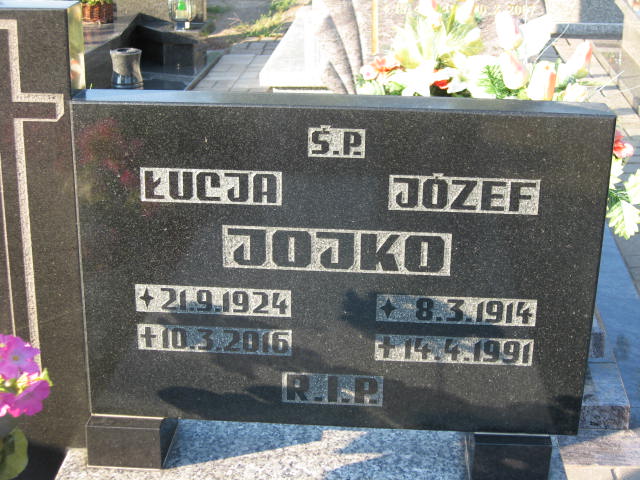 Ś.P.
ŁUCJA JÓZEF
JOJKO
21.9.1924 8.3.1914
10.3.2016 14.4.1991
R.I.P.